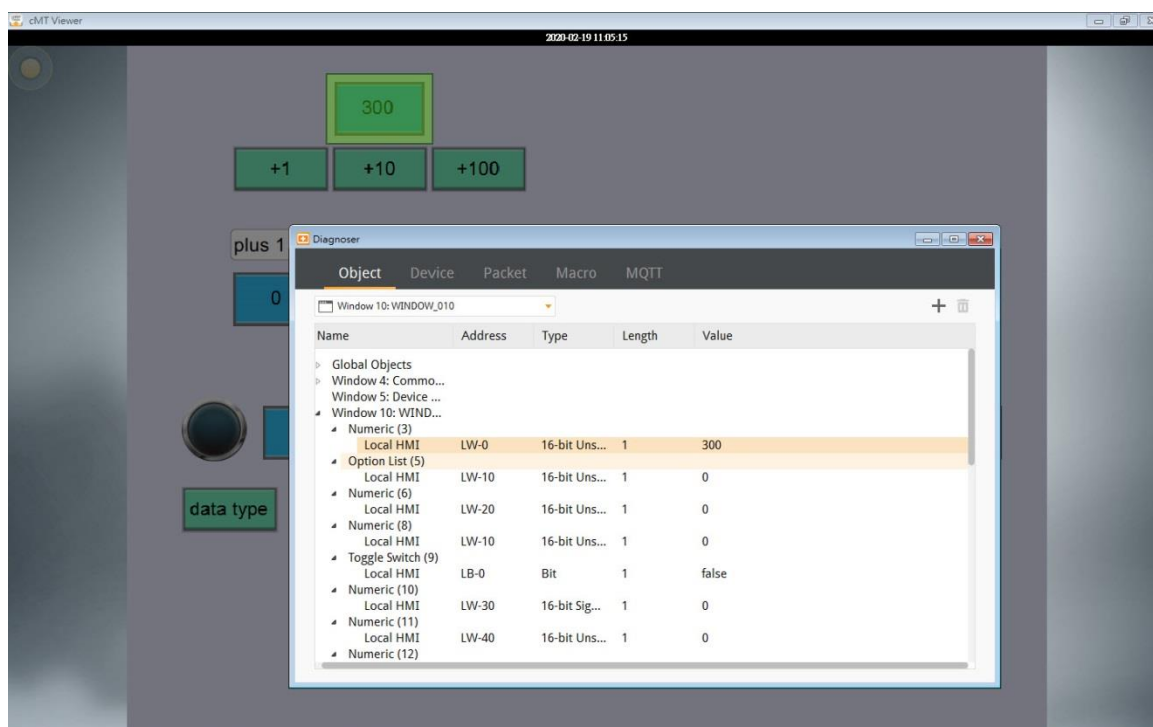 cMT Viewer
2020-02-19 11:05:15
300
+1 +10 +100
plus 1
0
data type
Diagnoser
Object Device Packet Macro MQTT
Window 10: WINDOW_010
Name Address Type Length Value
Global Objects
Window 4: Commo...
Window 5: Device ...
Window 10: WIND...
Numeric (3)
Local HMI LW-0 16-bit Uns... 1 300
Option List (5)
Local HMI LW-10 16-bit Uns... 1 0
Numeric (6)
Local HMI LW-20 16-bit Uns... 1 0
Numeric (8)
Local HMI LW-10 16-bit Uns... 1 0
Toggle Switch (9)
Local HMI LB-0 Bit 1 false
Numeric (10)
Local HMI LW-30 16-bit Sig... 1 0
Numeric (11)
Local HMI LW-40 16-bit Uns... 1 0
Numeric (12)